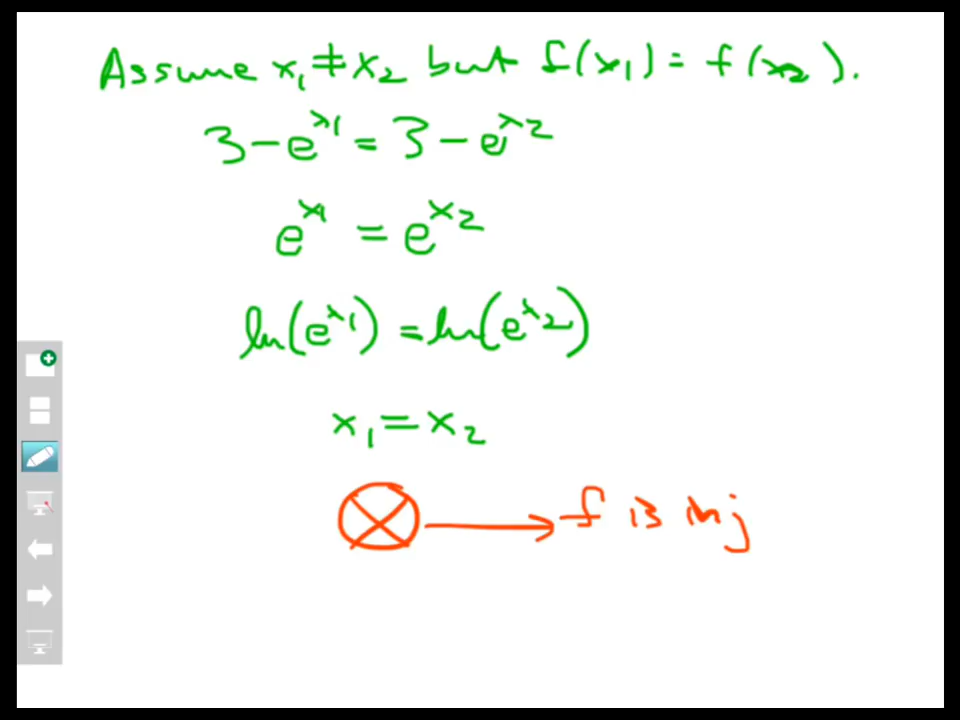 Assume x₁ ≠ x₂ but f(x₁) = f(x₂).
3 - e^x1 = 3 - e^x2
e^x1 = e^x2
ln(e^x1) = ln(e^x2)
x₁ = x₂
⊗ → f is inj